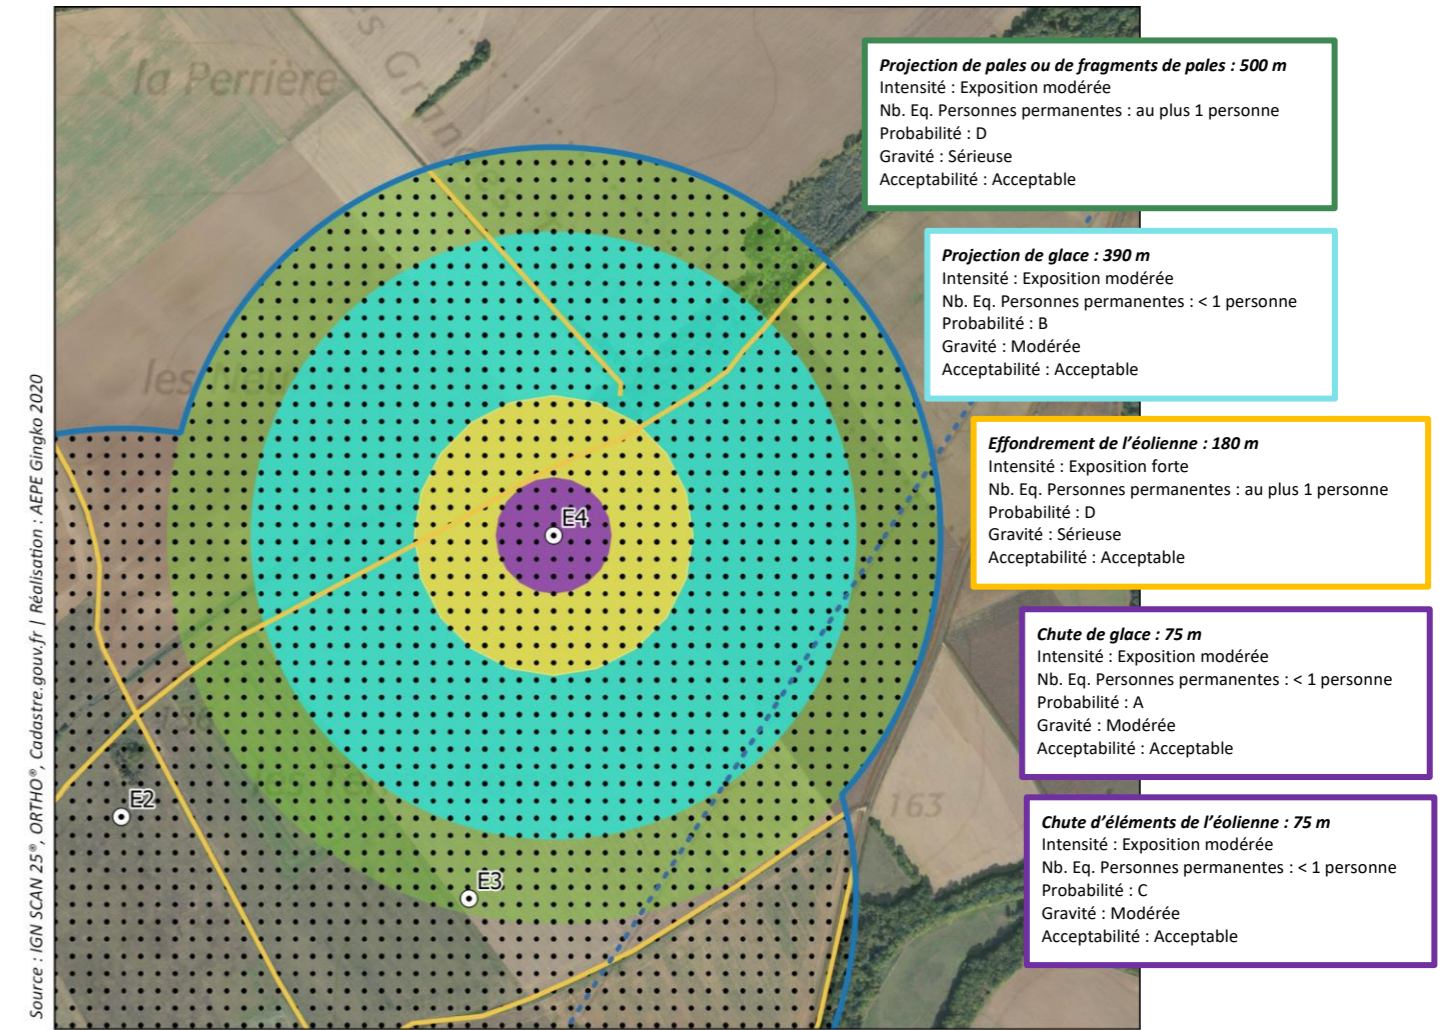 la Perrière
Projection de pales ou de fragments de pales : 500 m
Intensité : Exposition modérée
Nb. Eq. Personnes permanentes : au plus 1 personne
Probabilité : D
Gravité : Sérieuse
Acceptabilité : Acceptable
Projection de glace : 390 m
Intensité : Exposition modérée
Nb. Eq. Personnes permanentes : < 1 personne
Probabilité : B
Gravité : Modérée
Acceptabilité : Acceptable
les
Effondrement de l’éolienne : 180 m
Intensité : Exposition forte
Nb. Eq. Personnes permanentes : au plus 1 personne
Probabilité : D
Gravité : Sérieuse
Acceptabilité : Acceptable
E4
Chute de glace : 75 m
Intensité : Exposition modérée
Nb. Eq. Personnes permanentes : < 1 personne
Probabilité : A
Gravité : Modérée
Acceptabilité : Acceptable
E2
163
Chute d’éléments de l’éolienne : 75 m
Intensité : Exposition modérée
Nb. Eq. Personnes permanentes : < 1 personne
Probabilité : C
Gravité : Modérée
Acceptabilité : Acceptable
E3
Source : IGN SCAN 25®, ORTHO®, Cadastre.gouv.fr | Réalisation : AEPE Gingko 2020